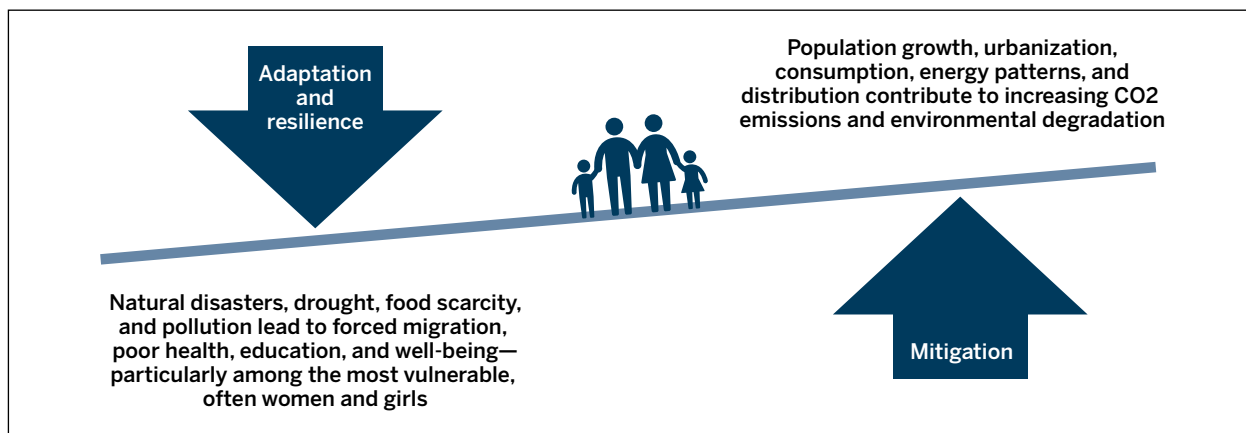 Adaptation
and
resilience
Population growth, urbanization,
consumption, energy patterns, and
distribution contribute to increasing CO2
emissions and environmental degradation
Natural disasters, drought, food scarcity,
and pollution lead to forced migration,
poor health, education, and well-being—
particularly among the most vulnerable,
often women and girls
Mitigation